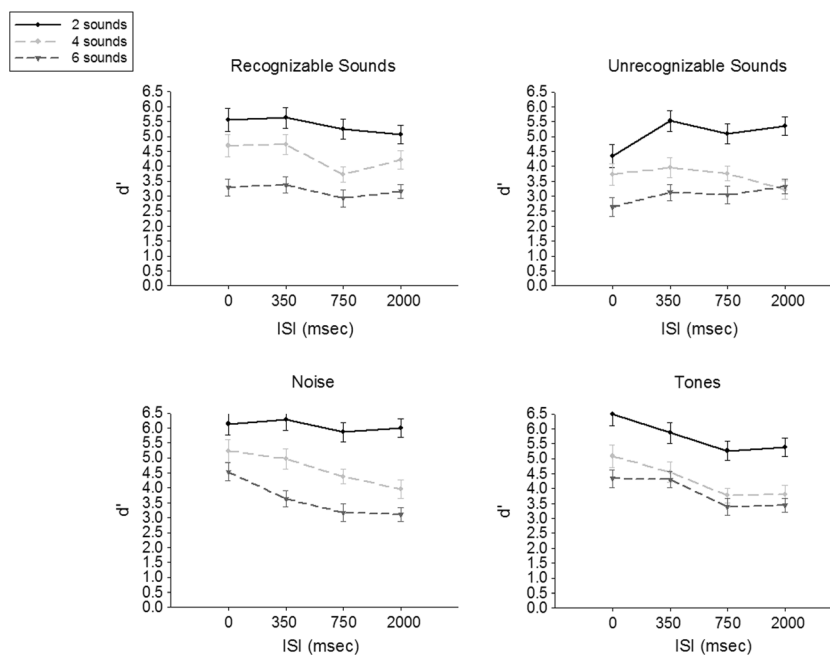 2 sounds
4 sounds
6 sounds
Recognizable Sounds
6.5
6.0
5.5
5.0
4.5
4.0
3.5
3.0
2.5
2.0
1.5
1.0
0.5
0.0
d'
0 350 750 2000
ISI (msec)
Unrecognizable Sounds
6.5
6.0
5.5
5.0
4.5
4.0
3.5
3.0
2.5
2.0
1.5
1.0
0.5
0.0
d'
0 350 750 2000
ISI (msec)
Noise
6.5
6.0
5.5
5.0
4.5
4.0
3.5
3.0
2.5
2.0
1.5
1.0
0.5
0.0
d'
0 350 750 2000
ISI (msec)
Tones
6.5
6.0
5.5
5.0
4.5
4.0
3.5
3.0
2.5
2.0
1.5
1.0
0.5
0.0
d'
0 350 750 2000
ISI (msec)